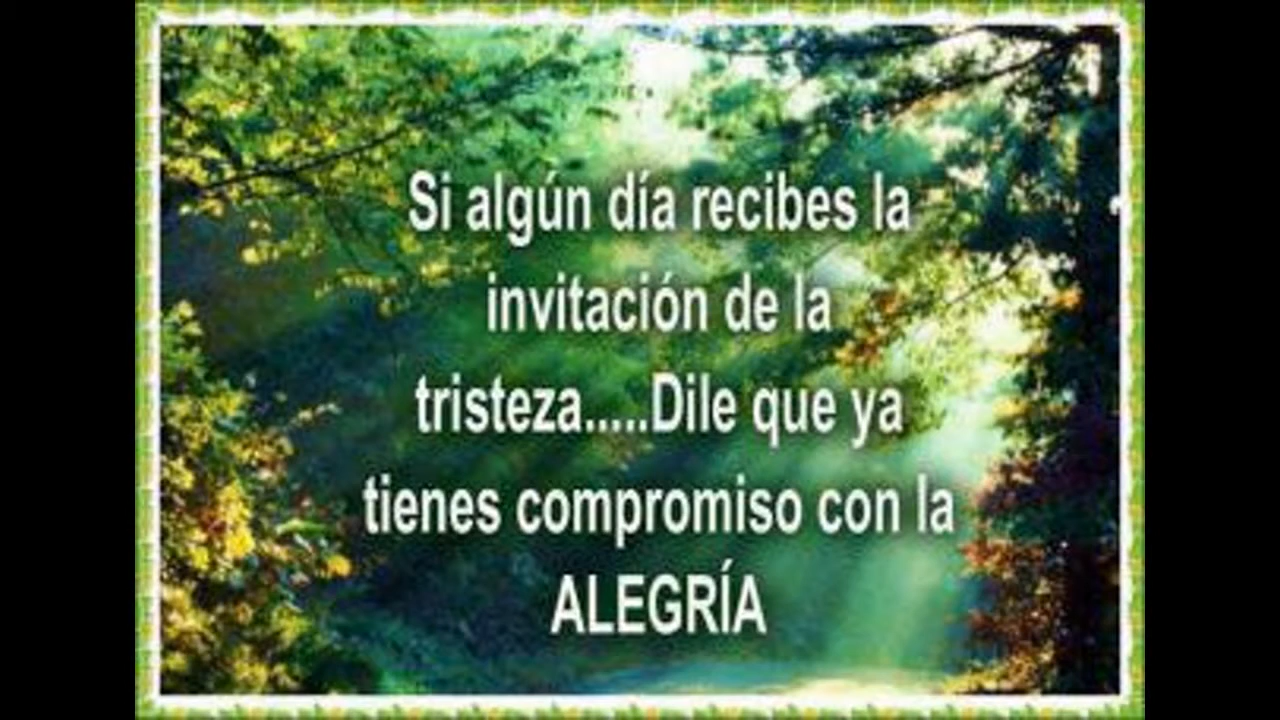 Si algún día recibes la
invitación de la
tristeza.....Dile que ya
tienes compromiso con la
ALEGRÍA